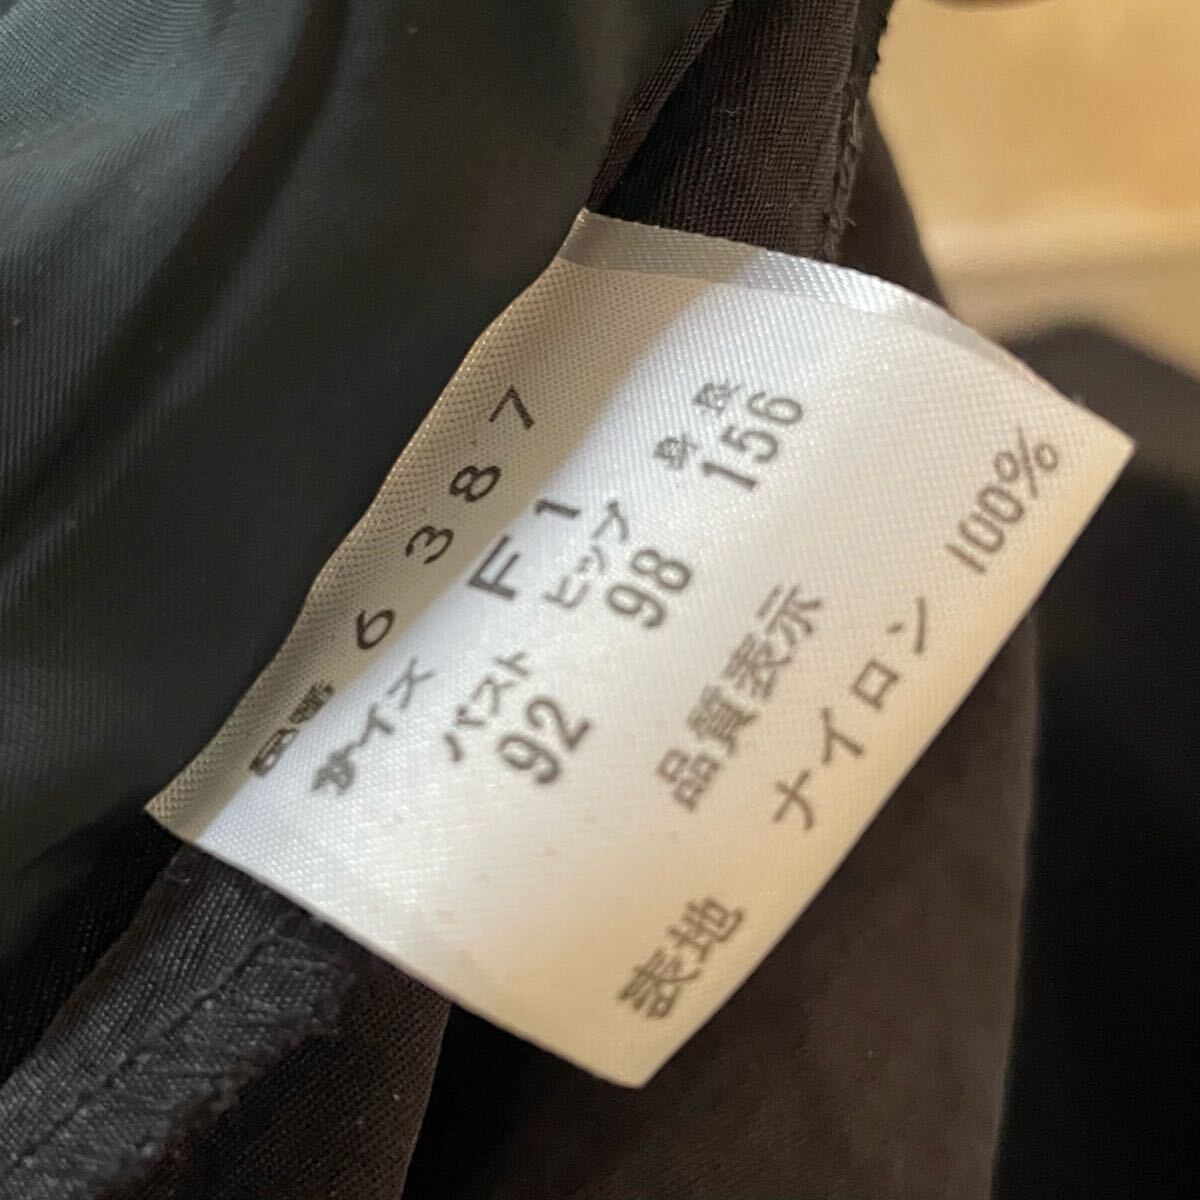 品番 6387
サイズ F1
バスト ヒップ 身長
92 98 156
品質表示
表地 ナイロン 100%